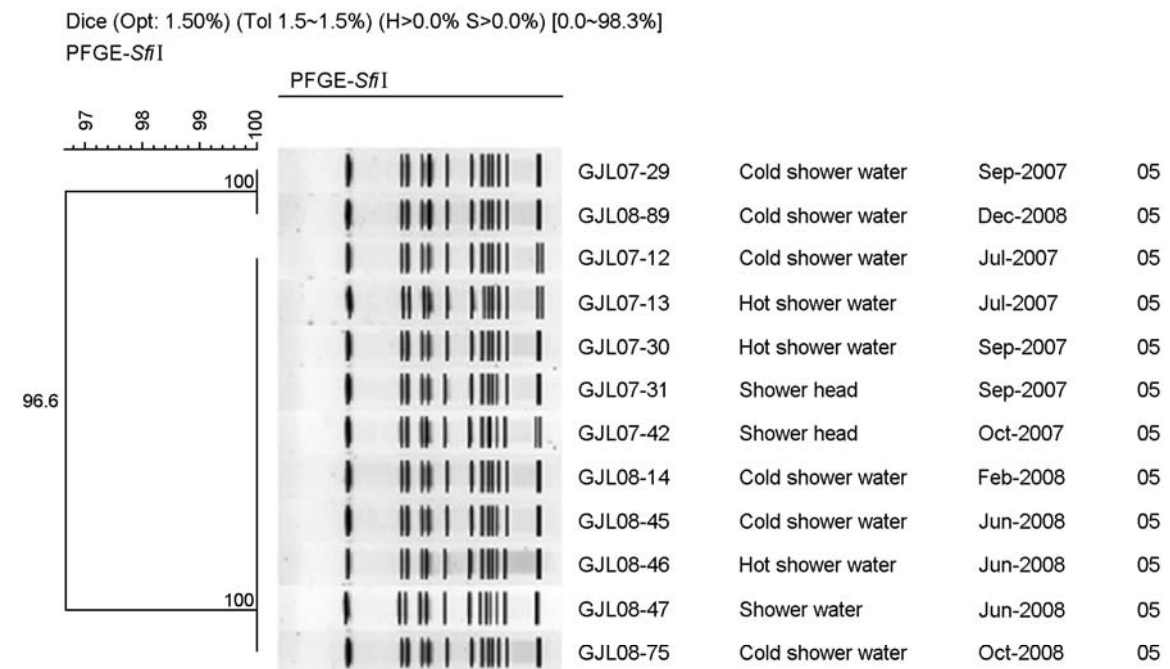 Dice (Opt: 1.50%) (Tol 1.5~1.5%) (H>0.0% S>0.0%) [0.0~98.3%]
PFGE-SfiI
PFGE-SfiI
97 98 99 100
GJL07-29 Cold shower water Sep-2007 05
100
GJL08-89 Cold shower water Dec-2008 05
GJL07-12 Cold shower water Jul-2007 05
GJL07-13 Hot shower water Jul-2007 05
GJL07-30 Hot shower water Sep-2007 05
GJL07-31 Shower head Sep-2007 05
96.6
GJL07-42 Shower head Oct-2007 05
GJL08-14 Cold shower water Feb-2008 05
GJL08-45 Cold shower water Jun-2008 05
GJL08-46 Hot shower water Jun-2008 05
100
GJL08-47 Shower water Jun-2008 05
GJL08-75 Cold shower water Oct-2008 05